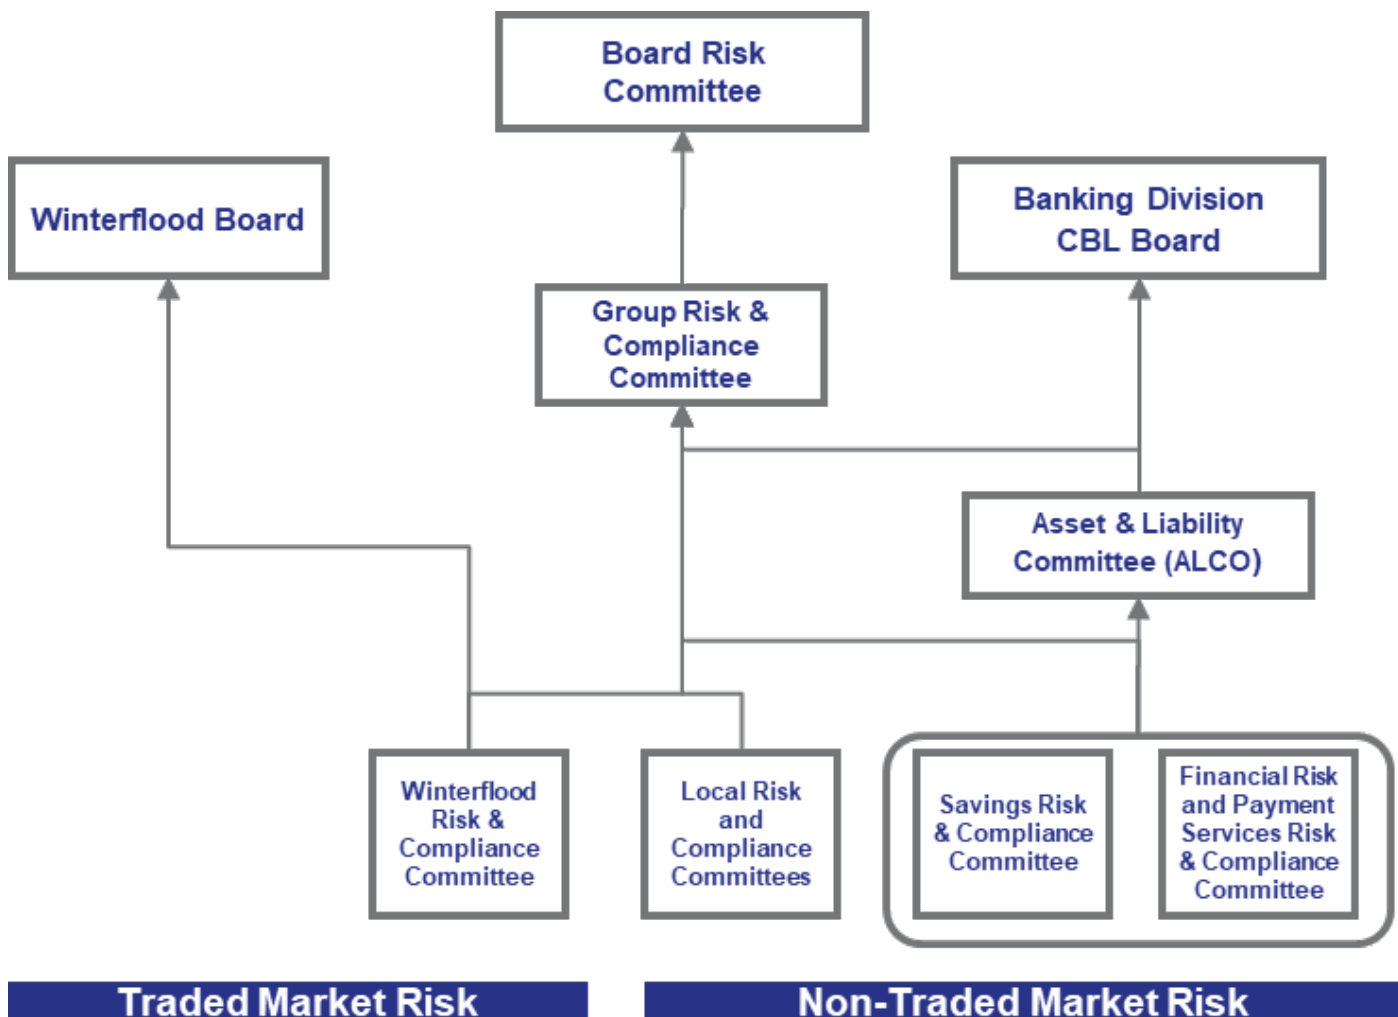 Board Risk
Committee
Winterflood Board
Banking Division
CBL Board
Group Risk &
Compliance
Committee
Asset & Liability
Committee (ALCO)
Winterflood
Risk &
Compliance
Committee
Local Risk
and
Compliance
Committees
Savings Risk
& Compliance
Committee
Financial Risk
and Payment
Services Risk
& Compliance
Committee
Traded Market Risk
Non-Traded Market Risk